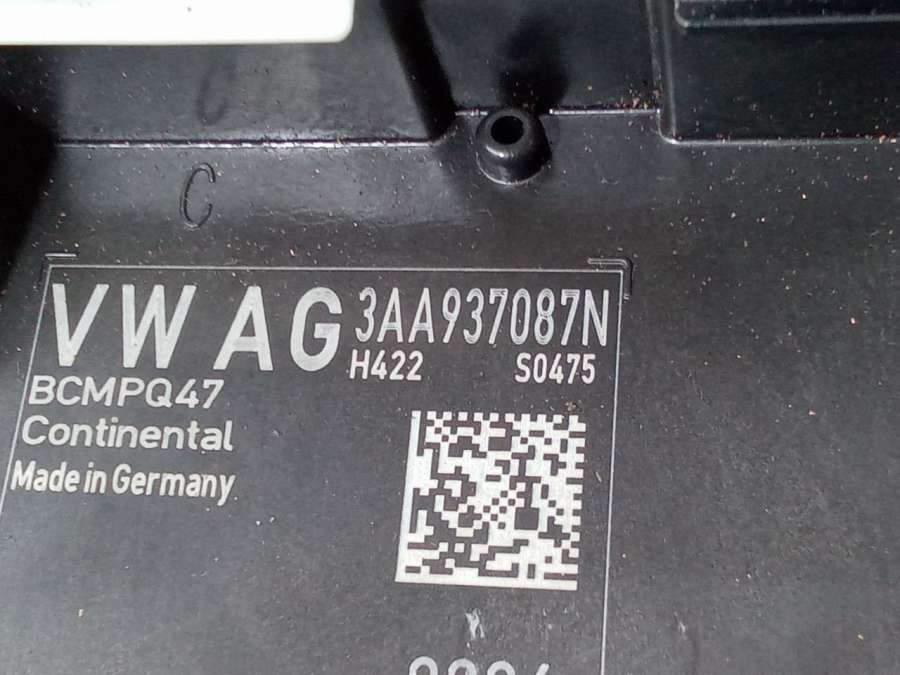 C
VW AG 3AA937087N
H422 S0475
BCMPQ47
Continental
Made in Germany